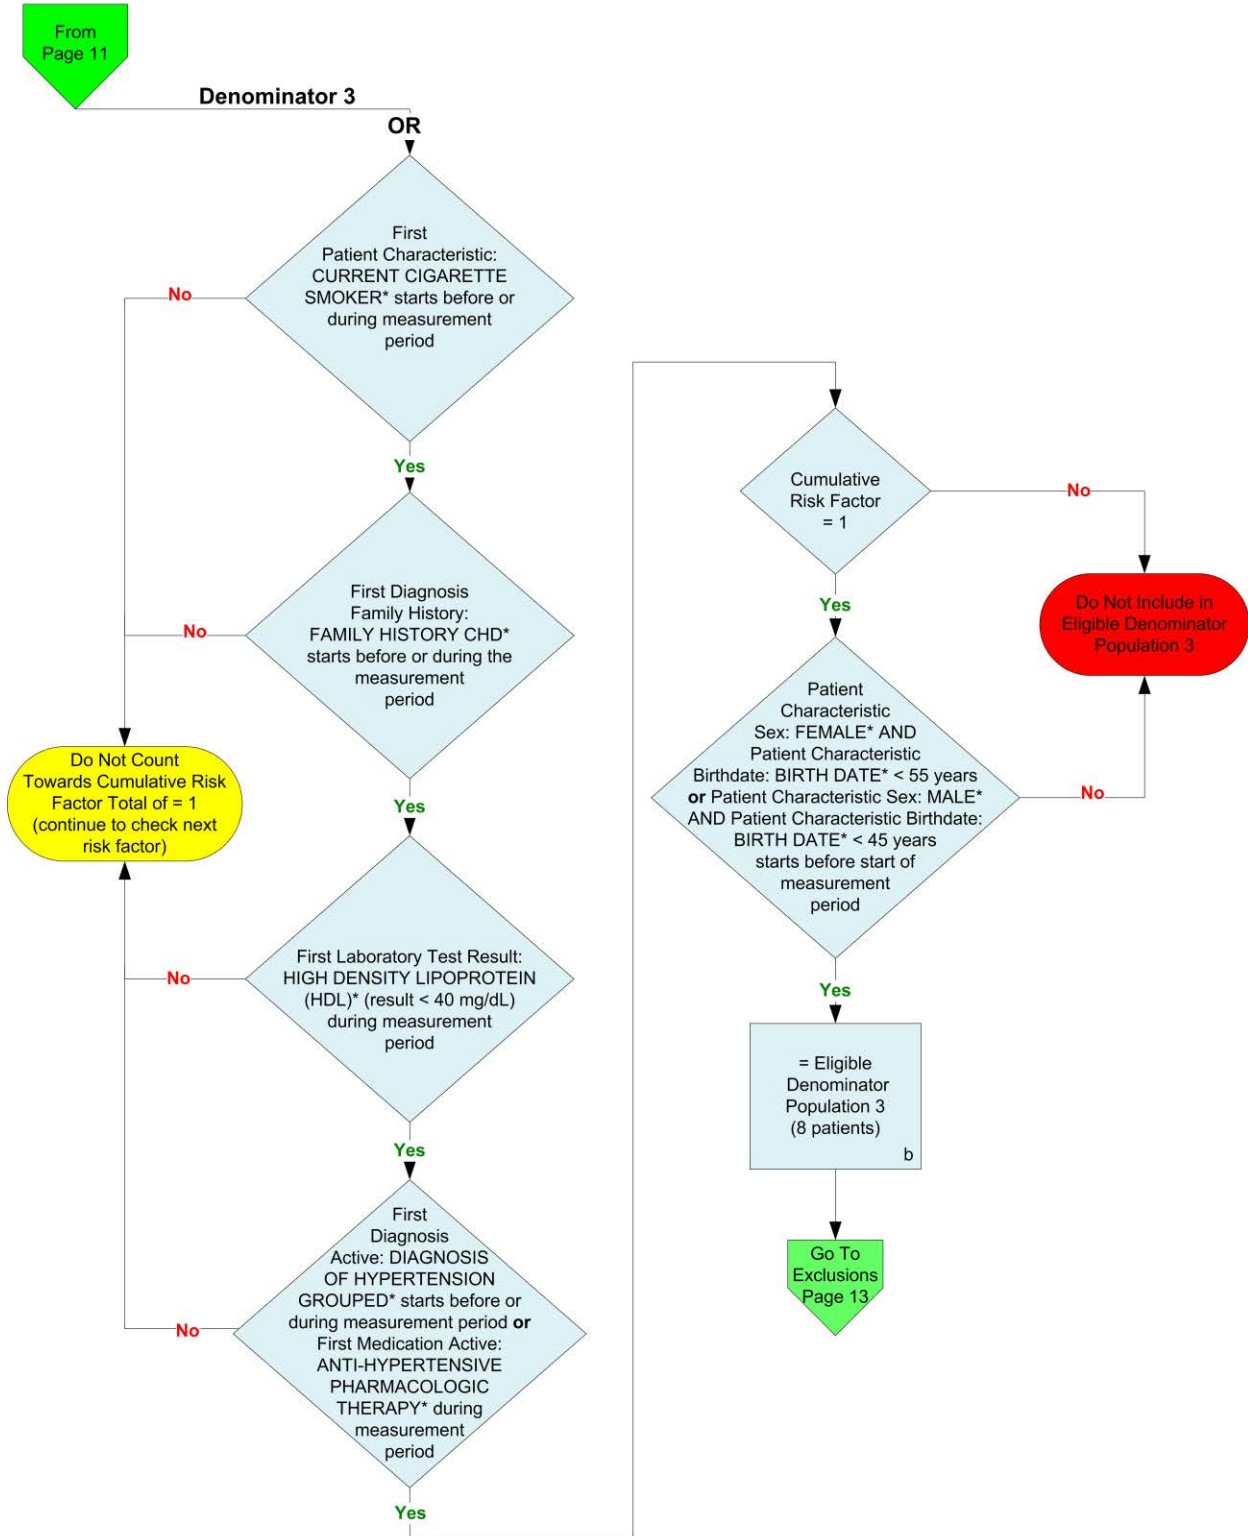 From
Page 11
Denominator 3
OR
First
Patient Characteristic:
CURRENT CIGARETTE
SMOKER* starts before or
during measurement
period
No
Yes
First Diagnosis
Family History:
FAMILY HISTORY CHD*
starts before or during the
measurement
period
No
Yes
Do Not Count
Towards Cumulative Risk
Factor Total of = 1
(continue to check next
risk factor)
First Laboratory Test Result:
HIGH DENSITY LIPOPROTEIN
(HDL)* (result < 40 mg/dL)
during measurement
period
No
Yes
First
Diagnosis
Active: DIAGNOSIS
OF HYPERTENSION
GROUPED* starts before or
during measurement period or
First Medication Active:
ANTI-HYPERTENSIVE
PHARMACOLOGIC
THERAPY* during
measurement
period
No
Yes
Cumulative
Risk Factor
= 1
No
Yes
Do Not Include in
Eligible Denominator
Population 3
Patient
Characteristic
Sex: FEMALE* AND
Patient Characteristic
Birthdate: BIRTH DATE* < 55 years
or Patient Characteristic Sex: MALE*
AND Patient Characteristic Birthdate:
BIRTH DATE* < 45 years
starts before start of
measurement
period
No
Yes
= Eligible
Denominator
Population 3
(8 patients)
b
Go To
Exclusions
Page 13